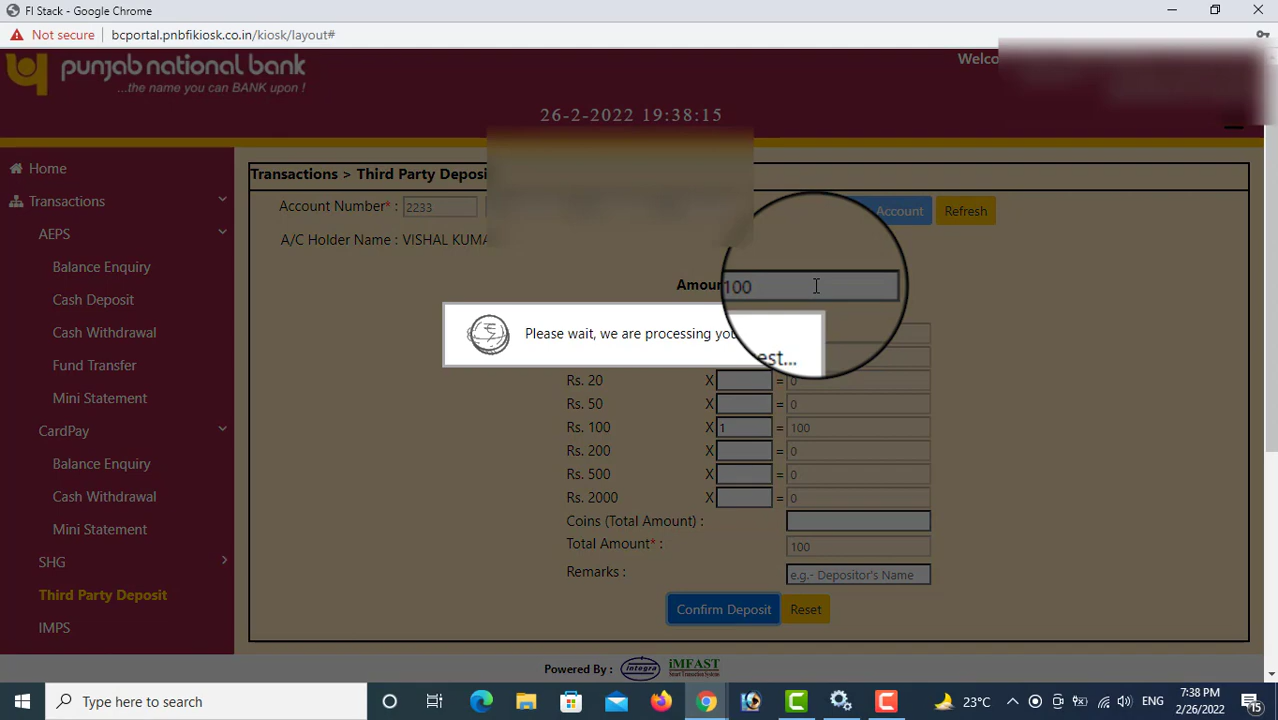 FI Stack - Google Chrome
Not secure bcportal.pnbfikiosk.co.in/kiosk/layout#
punjab national bank
...the name you can BANK upon !
26-2-2022 19:38:15
Home
Transactions
AEPS
Balance Enquiry
Cash Deposit
Cash Withdrawal
Fund Transfer
Mini Statement
CardPay
Balance Enquiry
Cash Withdrawal
Mini Statement
SHG
Third Party Deposit
IMPS
Transactions > Third Party
Account Number* : 2233
Account Refresh
A/C Holder Name : VISHAL
100
Please wait, we are processing
Rs. 20 X = 0
Rs. 50 X = 0
Rs. 100 X 1 = 100
Rs. 200 X = 0
Rs. 500 X = 0
Rs. 2000 X = 0
Coins (Total Amount) :
Total Amount* : 100
Remarks : e.g.- Depositor's Name
Confirm Deposit Reset
Powered By : integra iMFAST
Type here to search
23°C ENG 7:38 PM
2/26/2022 15